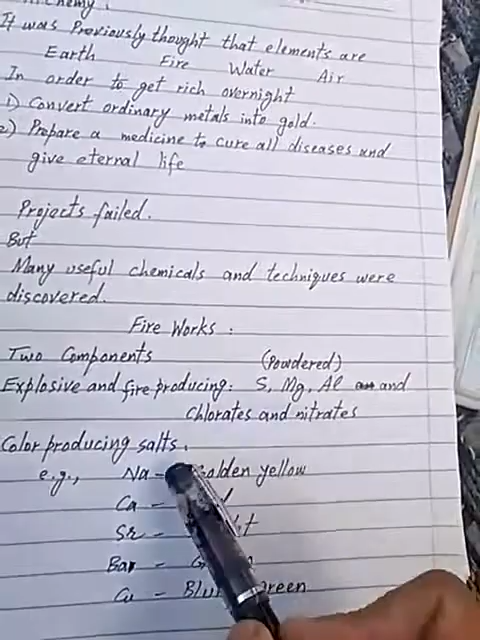 It was Previously thought that elements are
Earth Fire Water Air
In order to get rich overnight
1) Convert ordinary metals into gold.
2) Prepare a medicine to cure all diseases and
give eternal life
Projects failed.
But
Many useful chemicals and techniques were
discovered.
Fire Works :
Two Components (Powdered)
Explosive and fire producing: S, Mg, Al and
Chlorates and nitrates
Color producing salts.
e.g., Na - Golden yellow
Ca -
Sr -
Ba -
Cu -